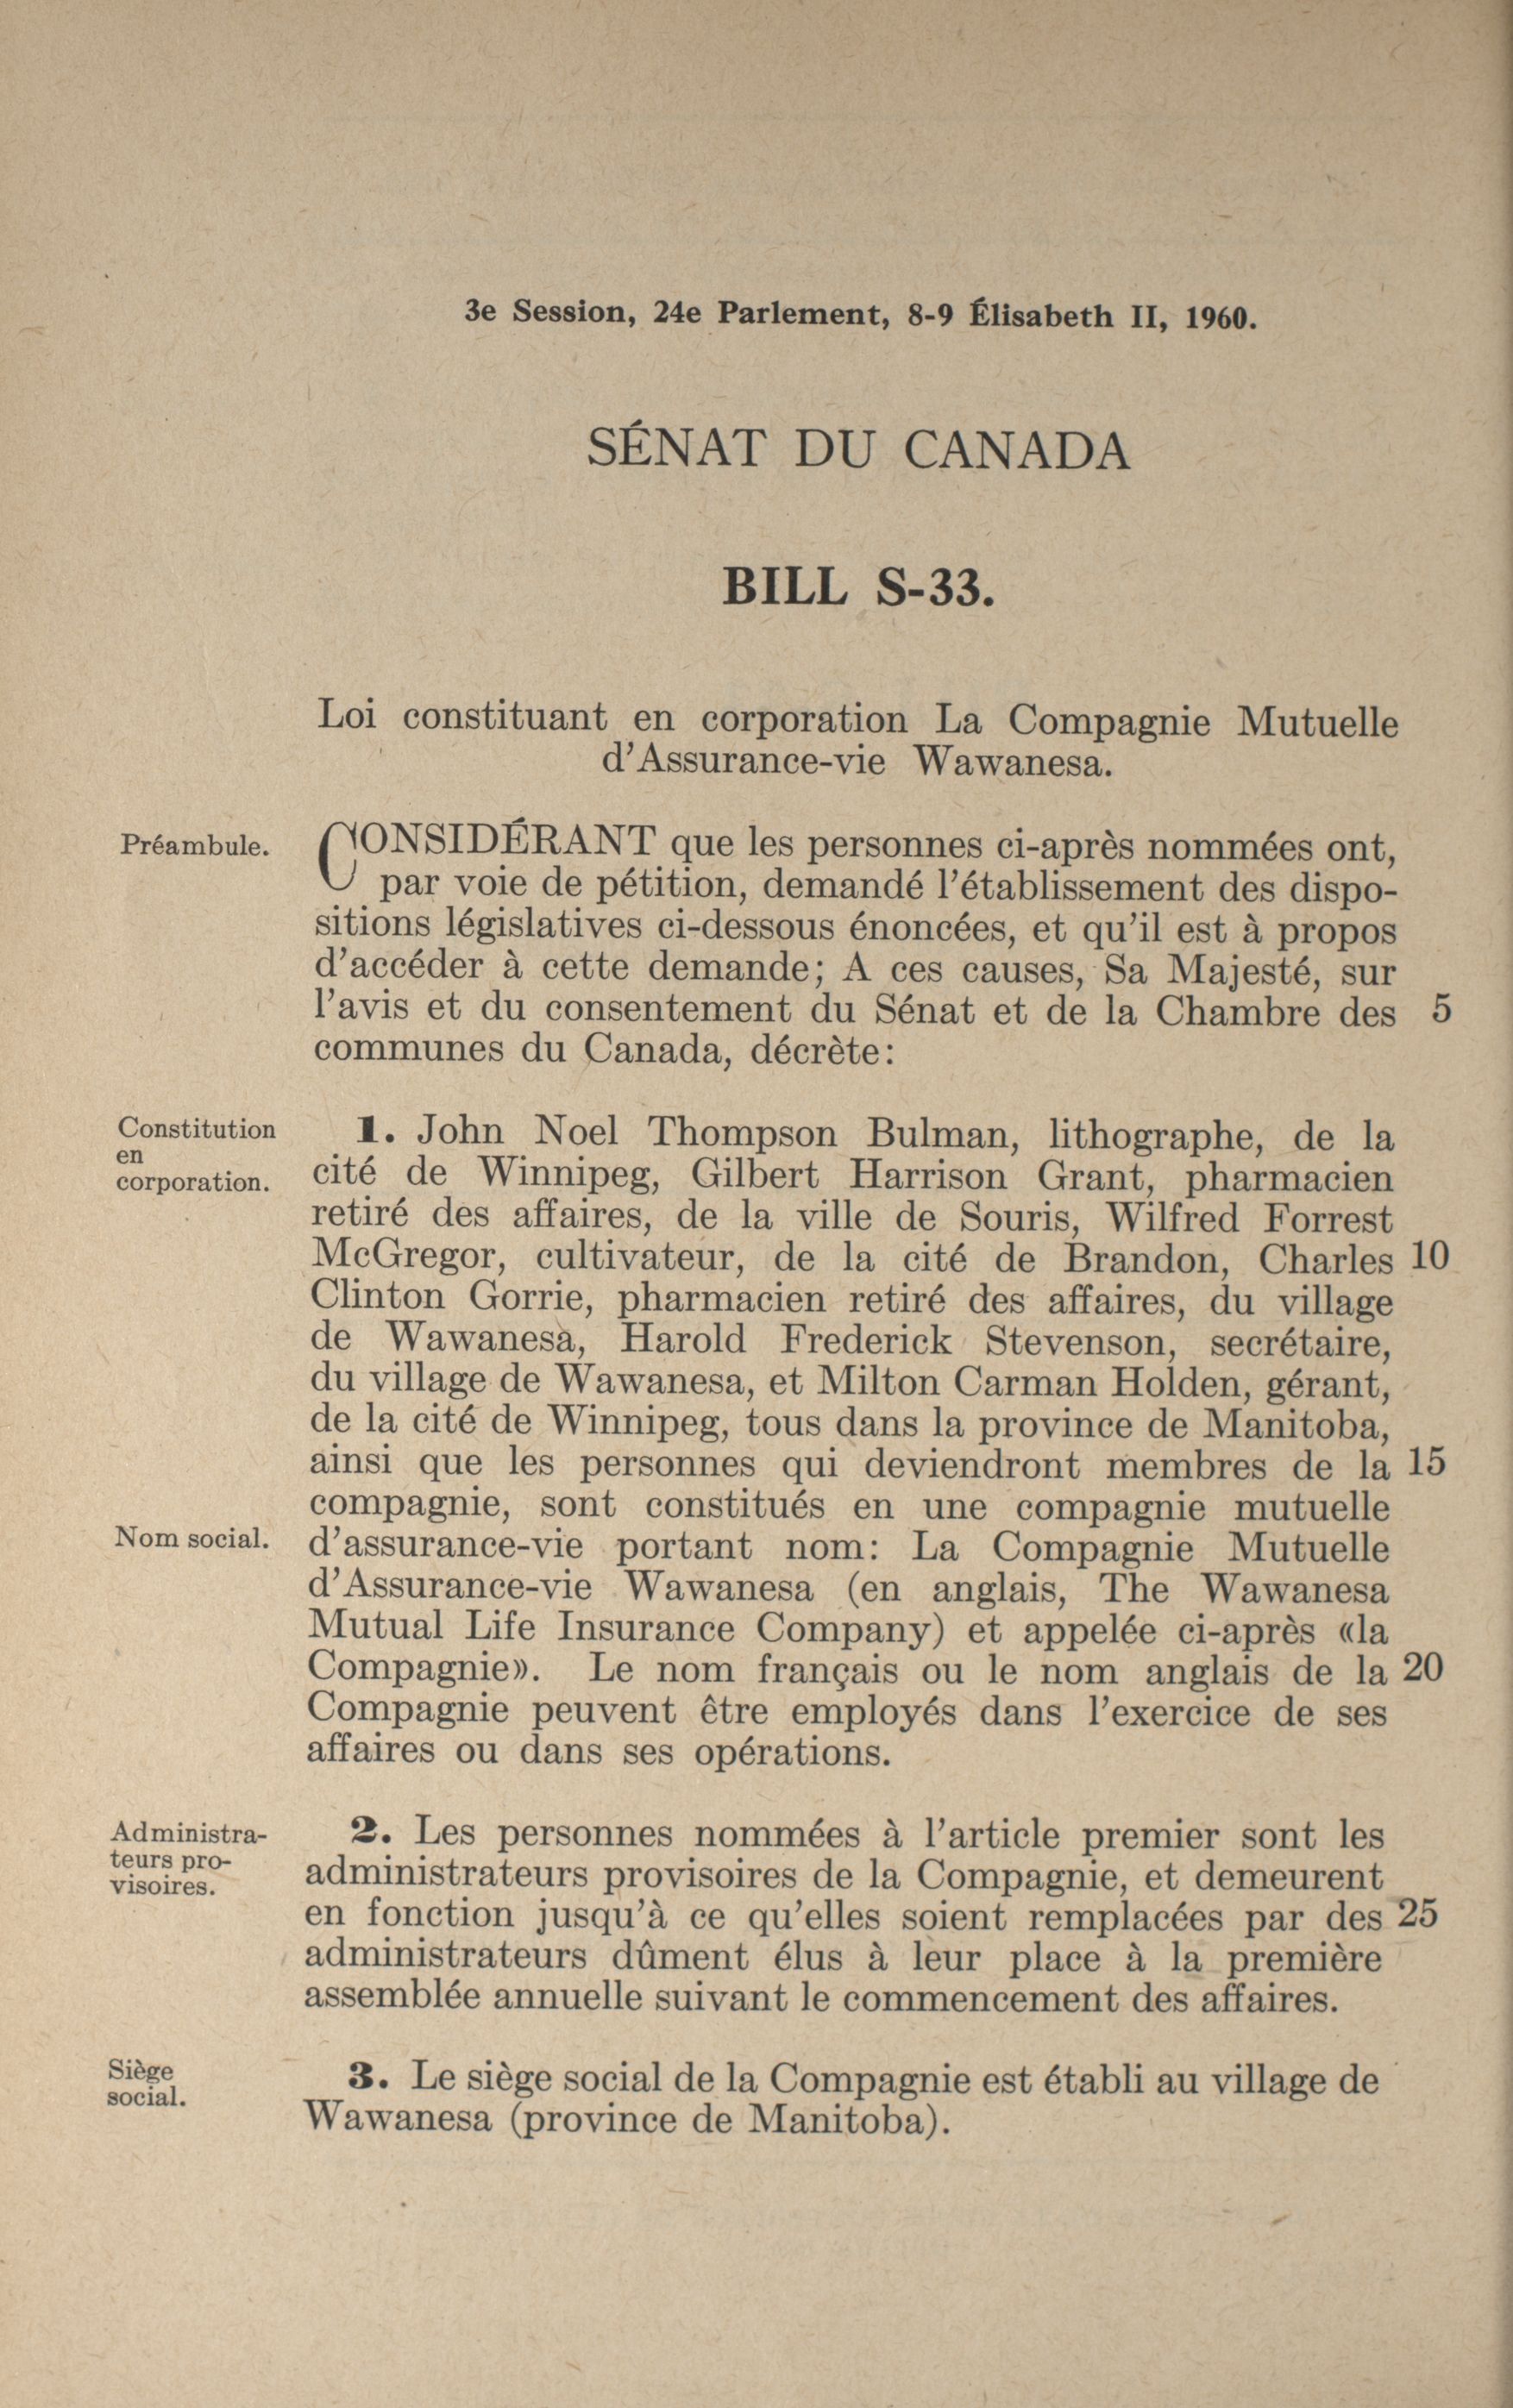 3e Session, 24e Parlement, 8-9 Élisabeth II, 1960.
SÉNAT DU CANADA
BILL S-33.
Loi constituant en corporation La Compagnie Mutuelle
d'Assurance-vie Wawanesa.
Préambule.
CONSIDÉRANT que les personnes ci-après nommées ont,
par voie de pétition, demandé l'établissement des dispo-
sitions législatives ci-dessous énoncées, et qu'il est à propos
d'accéder à cette demande; A ces causes, Sa Majesté, sur
l'avis et du consentement du Sénat et de la Chambre des 5
communes du Canada, décrète:
Constitution
en
corporation.
1. John Noel Thompson Bulman, lithographe, de la
cité de Winnipeg, Gilbert Harrison Grant, pharmacien
retiré des affaires, de la ville de Souris, Wilfred Forrest
McGregor, cultivateur, de la cité de Brandon, Charles 10
Clinton Gorrie, pharmacien retiré des affaires, du village
de Wawanesa, Harold Frederick Stevenson, secrétaire,
du village de Wawanesa, et Milton Carman Holden, gérant,
de la cité de Winnipeg, tous dans la province de Manitoba,
ainsi que les personnes qui deviendront membres de la 15
compagnie, sont constitués en une compagnie mutuelle
Nom social.
d'assurance-vie portant nom: La Compagnie Mutuelle
d'Assurance-vie Wawanesa (en anglais, The Wawanesa
Mutual Life Insurance Company) et appelée ci-après «la
Compagnie». Le nom français ou le nom anglais de la 20
Compagnie peuvent être employés dans l'exercice de ses
affaires ou dans ses opérations.
Administra-
teurs pro-
visoires.
2. Les personnes nommées à l'article premier sont les
administrateurs provisoires de la Compagnie, et demeurent
en fonction jusqu'à ce qu'elles soient remplacées par des 25
administrateurs dûment élus à leur place à la première
assemblée annuelle suivant le commencement des affaires.
Siège
social.
3. Le siège social de la Compagnie est établi au village de
Wawanesa (province de Manitoba).